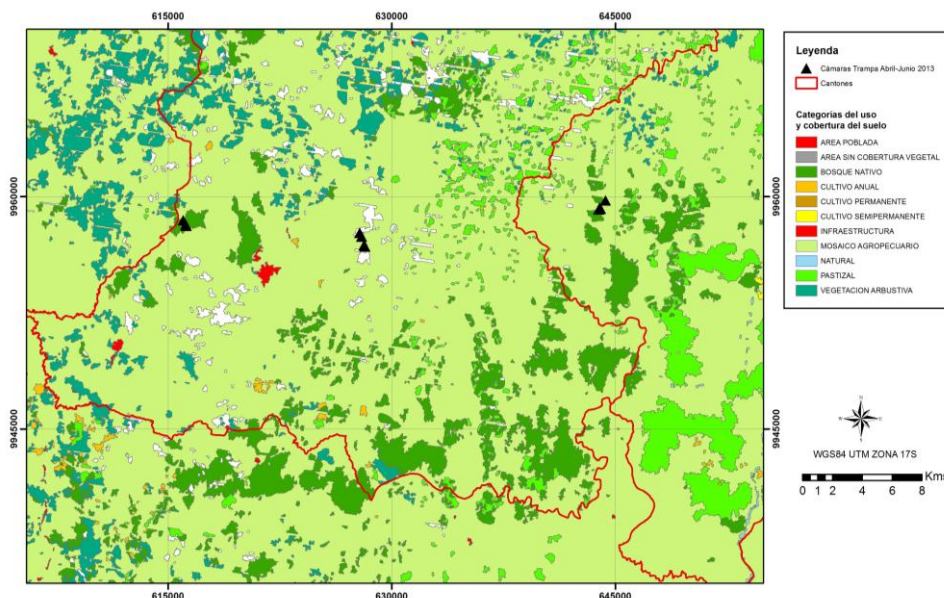 615000 630000 645000
9960000
9945000
9960000
9945000
615000 630000 645000
Leyenda
Cámaras Trampa Abril-Junio 2013
Cantones
Categorías del uso
y cobertura del suelo
AREA POBLADA
AREA SIN COBERTURA VEGETAL
BOSQUE NATIVO
CULTIVO ANUAL
CULTIVO PERMANENTE
CULTIVO SEMIPERMANENTE
INFRAESTRUCTURA
MOSAICO AGROPECUARIO
NATURAL
PASTIZAL
VEGETACION ARBUSTIVA
N
W E
S
WGS84 UTM ZONA 17S
Kms
0 1 2 4 6 8